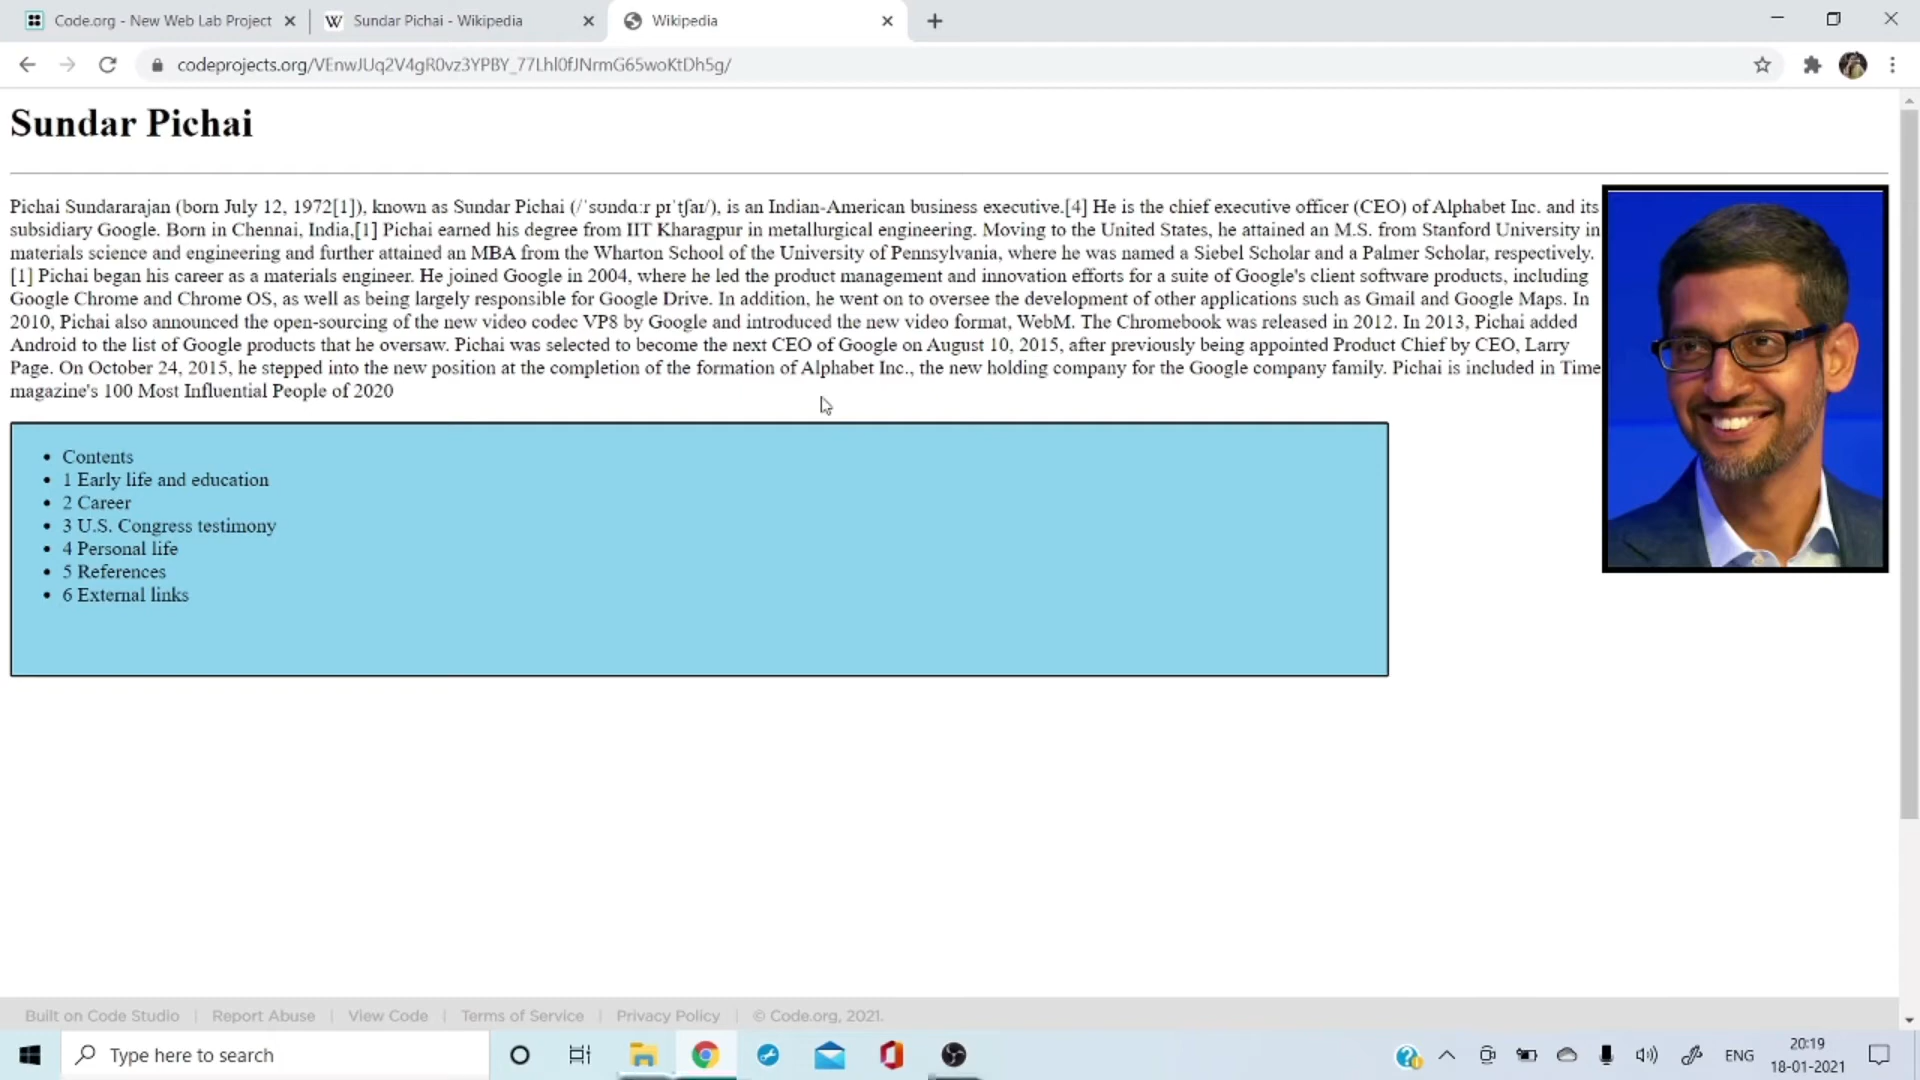 Code.org - New Web Lab Project
Sundar Pichai - Wikipedia
Wikipedia
codeprojects.org/VEnwJUq2V4gR0vz3YPBY_77Lhl0fJNrmG65woKtDh5g/
Sundar Pichai
Pichai Sundararajan (born July 12, 1972[1]), known as Sundar Pichai (/ˈsʊndɑːr pɪˈtʃaɪ/), is an Indian-American business executive.[4] He is the chief executive officer (CEO) of Alphabet Inc. and its
subsidiary Google. Born in Chennai, India,[1] Pichai earned his degree from IIT Kharagpur in metallurgical engineering. Moving to the United States, he attained an M.S. from Stanford University in
materials science and engineering and further attained an MBA from the Wharton School of the University of Pennsylvania, where he was named a Siebel Scholar and a Palmer Scholar, respectively.
[1] Pichai began his career as a materials engineer. He joined Google in 2004, where he led the product management and innovation efforts for a suite of Google's client software products, including
Google Chrome and Chrome OS, as well as being largely responsible for Google Drive. In addition, he went on to oversee the development of other applications such as Gmail and Google Maps. In
2010, Pichai also announced the open-sourcing of the new video codec VP8 by Google and introduced the new video format, WebM. The Chromebook was released in 2012. In 2013, Pichai added
Android to the list of Google products that he oversaw. Pichai was selected to become the next CEO of Google on August 10, 2015, after previously being appointed Product Chief by CEO, Larry
Page. On October 24, 2015, he stepped into the new position at the completion of the formation of Alphabet Inc., the new holding company for the Google company family. Pichai is included in Time
magazine's 100 Most Influential People of 2020
• Contents
• 1 Early life and education
• 2 Career
• 3 U.S. Congress testimony
• 4 Personal life
• 5 References
• 6 External links
Built on Code Studio | Report Abuse | View Code | Terms of Service | Privacy Policy | © Code.org, 2021.
Type here to search
ENG
20:19
18-01-2021